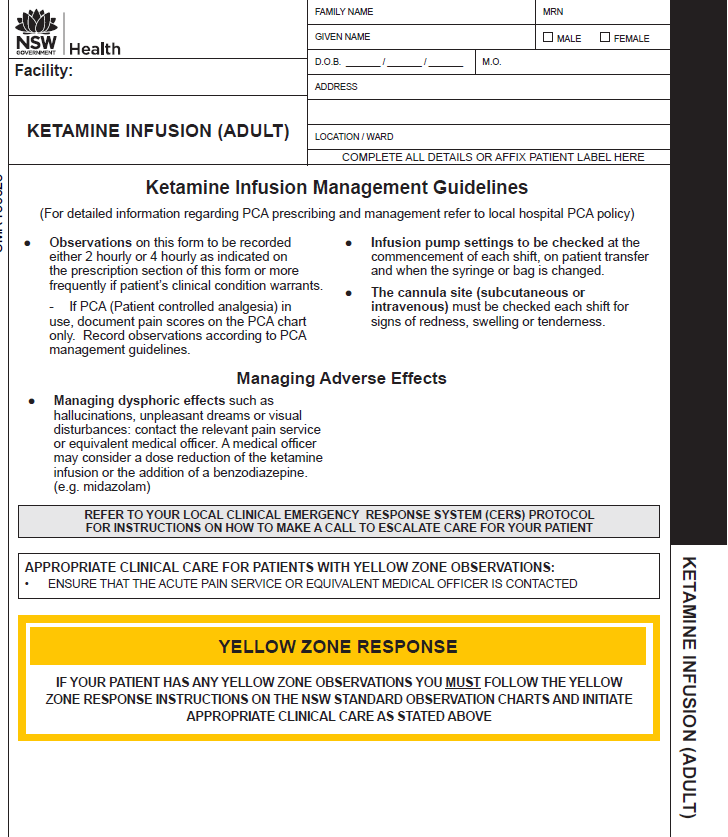 FAMILY NAME
MRN
GIVEN NAME
MALE
FEMALE
D.O.B. _______ / _______ / _______
M.O.
ADDRESS
LOCATION / WARD
COMPLETE ALL DETAILS OR AFFIX PATIENT LABEL HERE
NSW
GOVERNMENT
Health
Facility:
KETAMINE INFUSION (ADULT)
Ketamine Infusion Management Guidelines
(For detailed information regarding PCA prescribing and management refer to local hospital PCA policy)
● Observations on this form to be recorded
either 2 hourly or 4 hourly as indicated on
the prescription section of this form or more
frequently if patient's clinical condition warrants.
- If PCA (Patient controlled analgesia) in
use, document pain scores on the PCA chart
only. Record observations according to PCA
management guidelines.
● Infusion pump settings to be checked at the
commencement of each shift, on patient transfer
and when the syringe or bag is changed.
● The cannula site (subcutaneous or
intravenous) must be checked each shift for
signs of redness, swelling or tenderness.
Managing Adverse Effects
● Managing dysphoric effects such as
hallucinations, unpleasant dreams or visual
disturbances: contact the relevant pain service
or equivalent medical officer. A medical officer
may consider a dose reduction of the ketamine
infusion or the addition of a benzodiazepine.
(e.g. midazolam)
REFER TO YOUR LOCAL CLINICAL EMERGENCY RESPONSE SYSTEM (CERS) PROTOCOL
FOR INSTRUCTIONS ON HOW TO MAKE A CALL TO ESCALATE CARE FOR YOUR PATIENT
APPROPRIATE CLINICAL CARE FOR PATIENTS WITH YELLOW ZONE OBSERVATIONS:
• ENSURE THAT THE ACUTE PAIN SERVICE OR EQUIVALENT MEDICAL OFFICER IS CONTACTED
YELLOW ZONE RESPONSE
IF YOUR PATIENT HAS ANY YELLOW ZONE OBSERVATIONS YOU MUST FOLLOW THE YELLOW
ZONE RESPONSE INSTRUCTIONS ON THE NSW STANDARD OBSERVATION CHARTS AND INITIATE
APPROPRIATE CLINICAL CARE AS STATED ABOVE
KETAMINE INFUSION (ADULT)